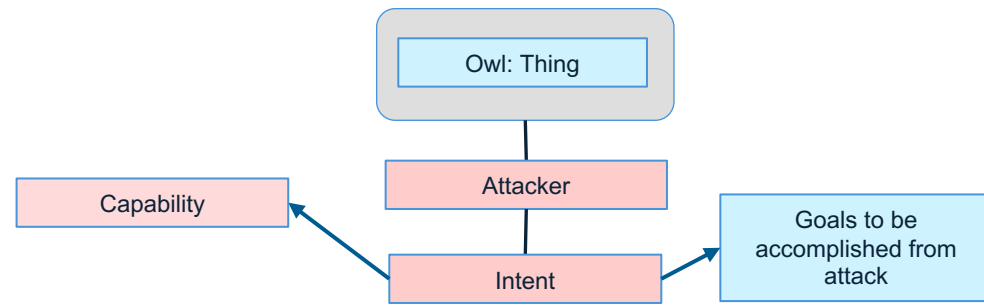 Owl: Thing
Attacker
Capability
Goals to be
accomplished from
attack
Intent